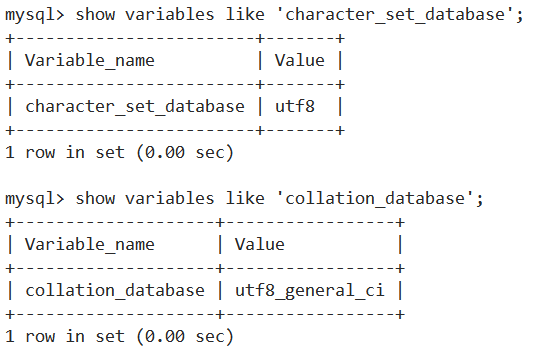 mysql> show variables like 'character_set_database';
+------------------------+-------+
| Variable_name          | Value |
+------------------------+-------+
| character_set_database | utf8  |
+------------------------+-------+
1 row in set (0.00 sec)

mysql> show variables like 'collation_database';
+--------------------+-----------------+
| Variable_name      | Value           |
+--------------------+-----------------+
| collation_database | utf8_general_ci |
+--------------------+-----------------+
1 row in set (0.00 sec)